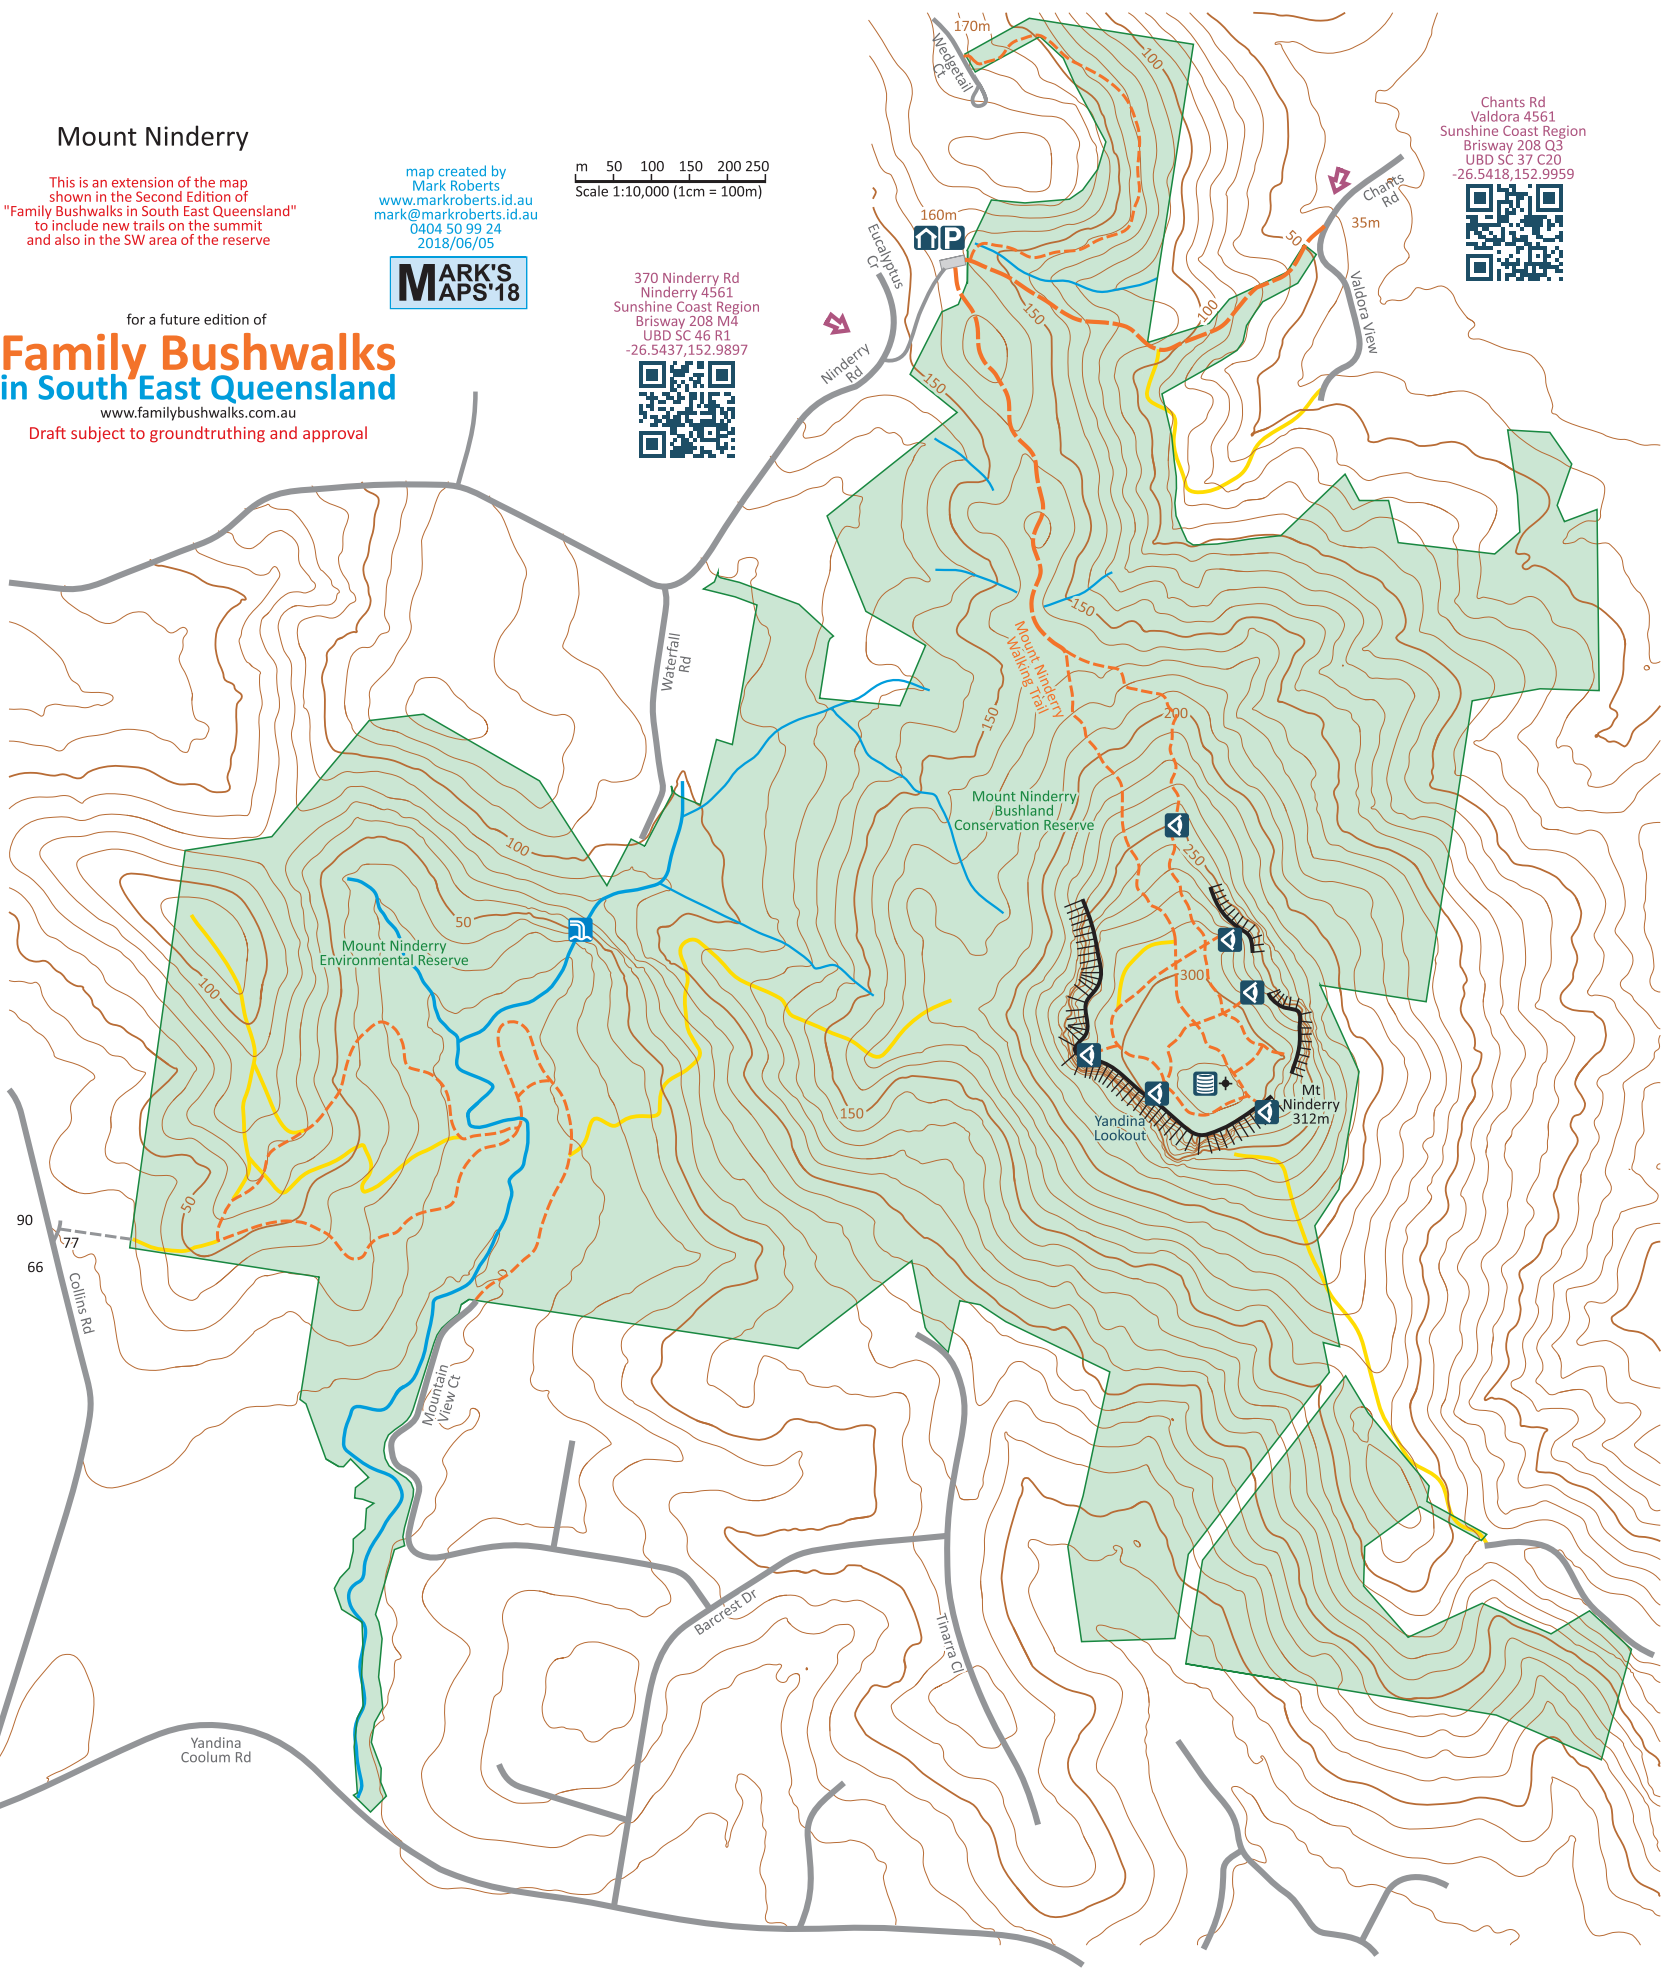 Mount Ninderry
This is an extension of the map
shown in the Second Edition of
"Family Bushwalks in South East Queensland"
to include new trails on the summit
and also in the SW area of the reserve
map created by
Mark Roberts
www.markroberts.id.au
mark@markroberts.id.au
0404 50 99 24
2018/06/05
MARK'S
MAPS'18
for a future edition of
Family Bushwalks
in South East Queensland
www.familybushwalks.com.au
Draft subject to groundtruthing and approval
m 50 100 150 200 250
Scale 1:10,000 (1cm = 100m)
370 Ninderry Rd
Ninderry 4561
Sunshine Coast Region
Brisway 208 M4
UBD SC 46 R1
-26.5437,152.9897
Chants Rd
Valdora 4561
Sunshine Coast Region
Brisway 208 Q3
UBD SC 37 C20
-26.5418,152.9959
170m
Wedgetail
Ct
100
Chants
Rd
35m
50
160m
P
Eucalyptus
Cr
Valdora View
150
100
Ninderry
Rd
150
150
Mount Ninderry
Walking Trail
Waterfall
Rd
200
150
Mount Ninderry
Bushland
Conservation Reserve
100
250
50
Mount Ninderry
Environmental Reserve
100
300
150
Mt
Ninderry
312m
Yandina
Lookout
50
90
77
66
Collins Rd
Mountain
View Ct
Barcrest Dr
Tinarra Cl
Yandina
Coolum Rd